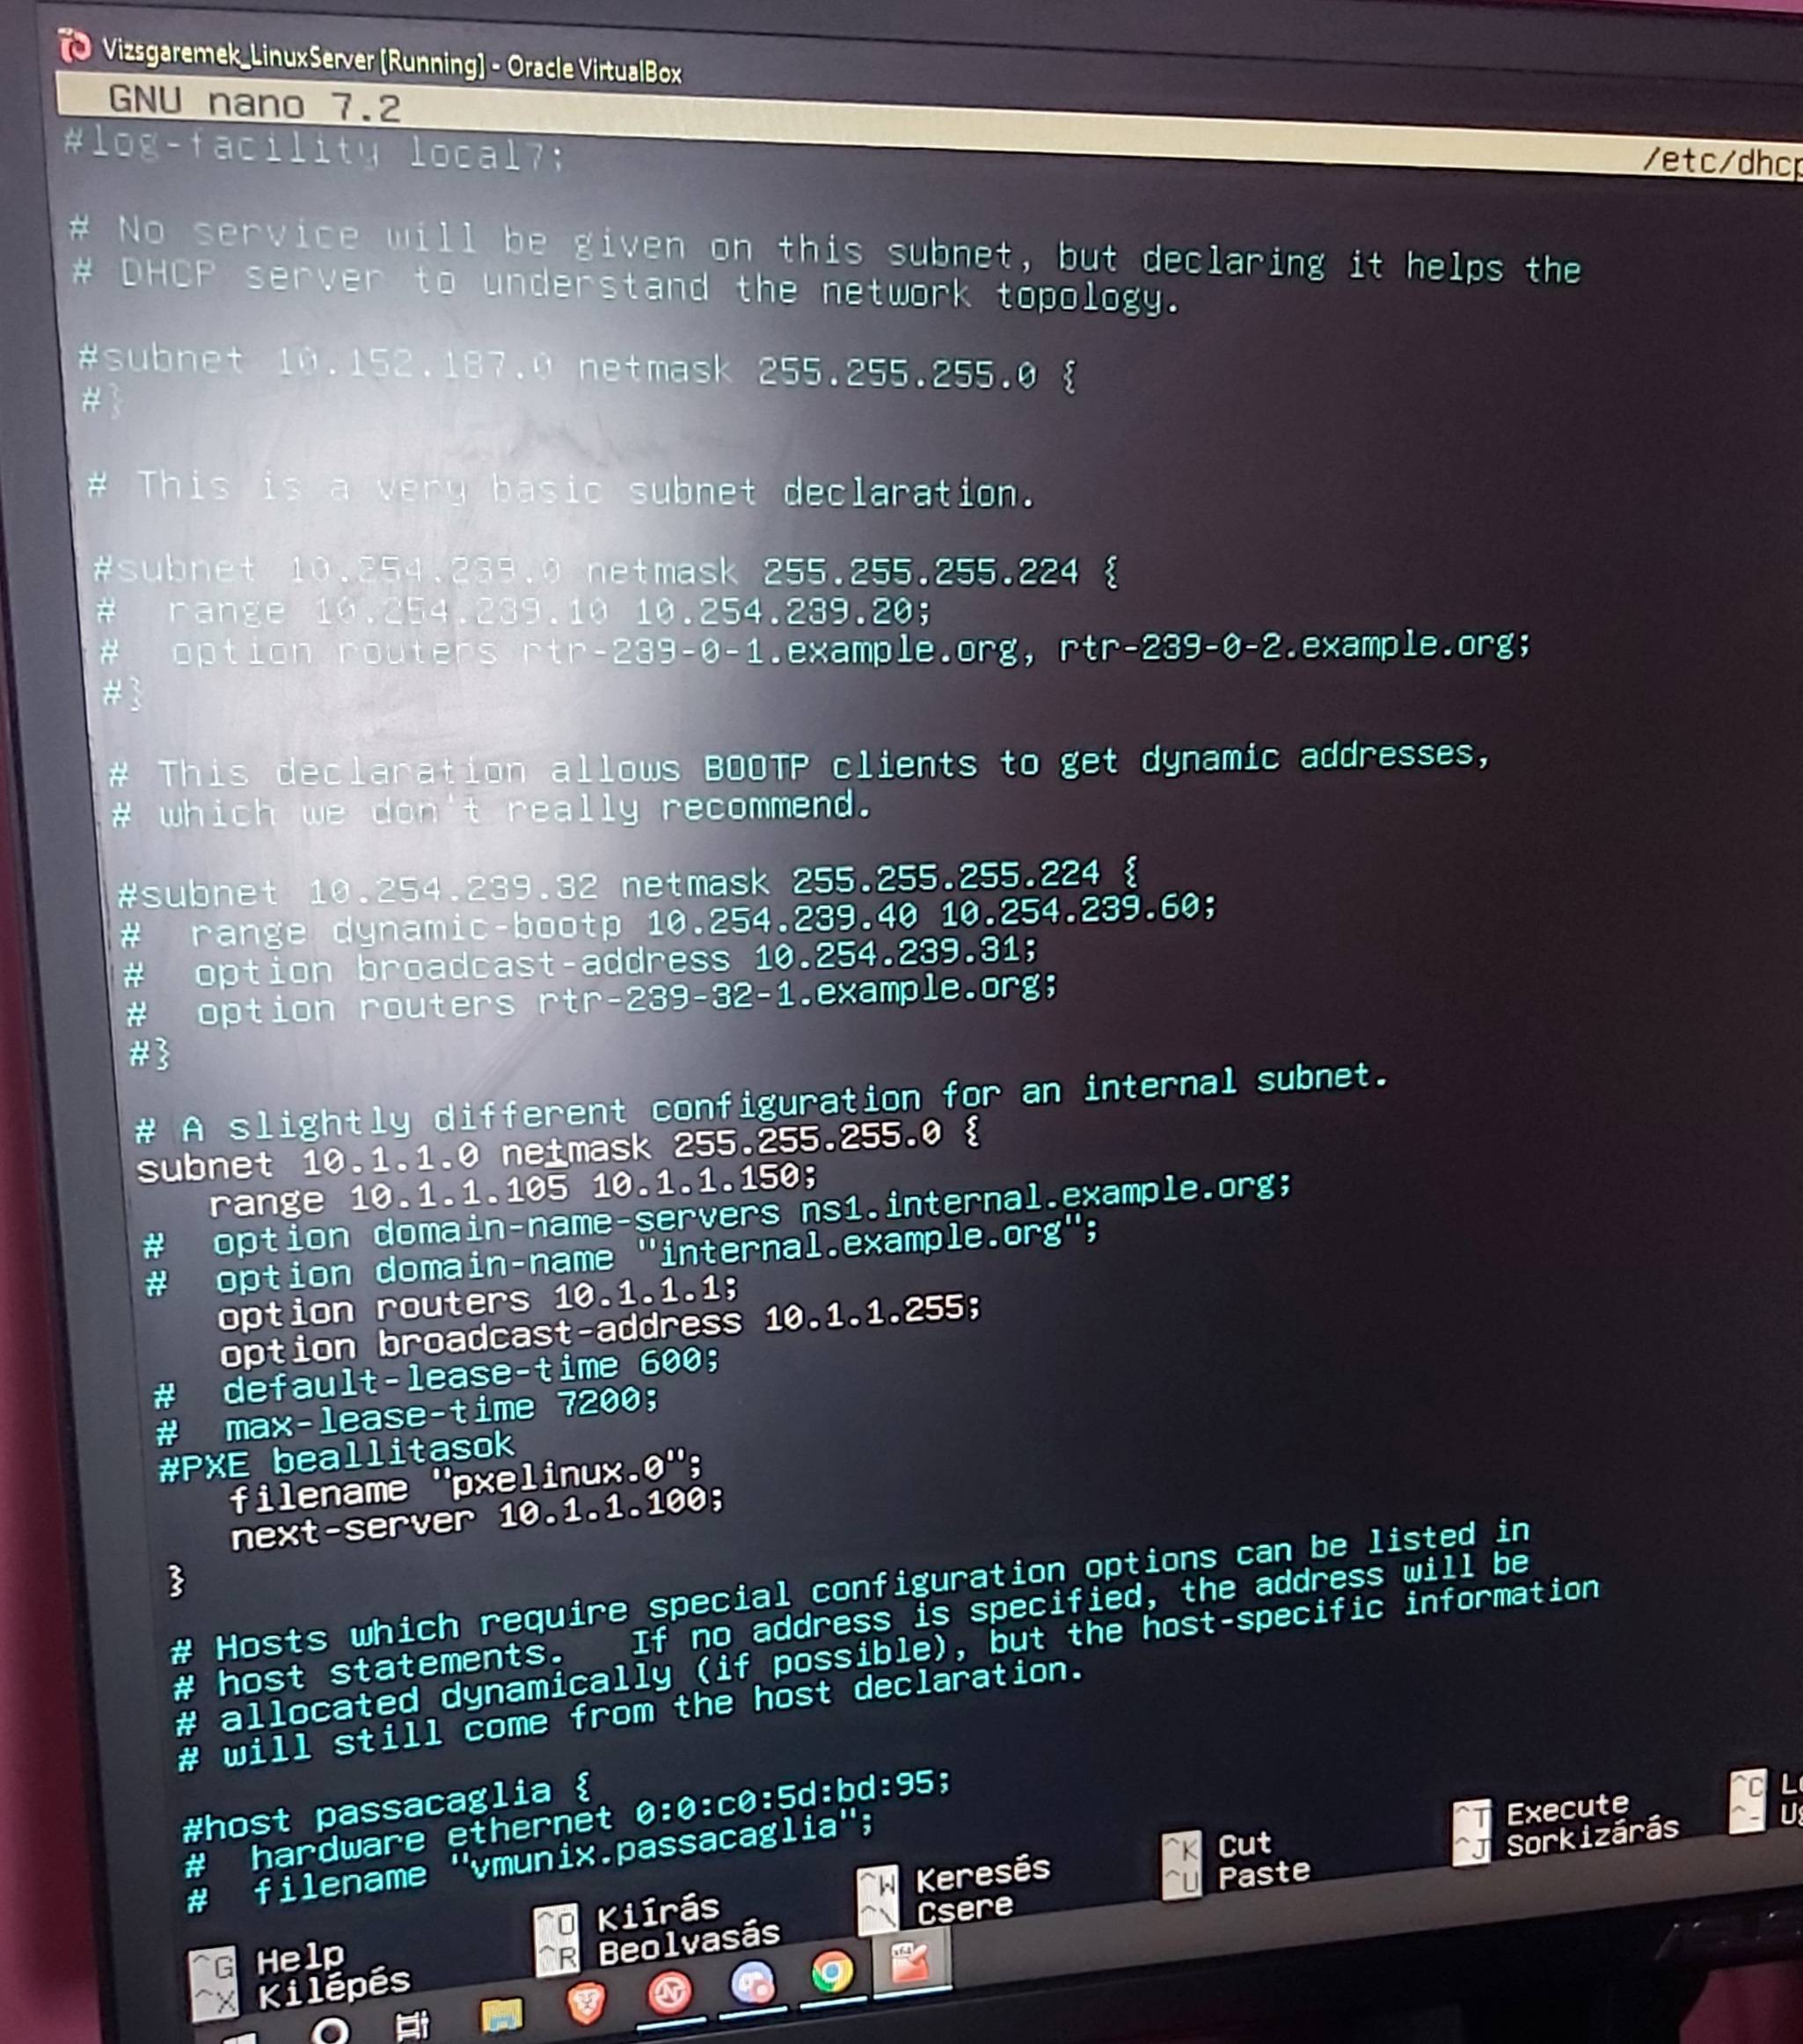 Vizsgaremek_LinuxServer [Running] - Oracle VirtualBox
GNU nano 7.2
/etc/dhcp
#log-facility local7;
# No service will be given on this subnet, but declaring it helps the
# DHCP server to understand the network topology.
#subnet 10.152.187.0 netmask 255.255.255.0 {
#}
# This is a very basic subnet declaration.
#subnet 10.254.239.0 netmask 255.255.255.224 {
#   range 10.254.239.10 10.254.239.20;
#   option routers rtr-239-0-1.example.org, rtr-239-0-2.example.org;
#}
# This declaration allows BOOTP clients to get dynamic addresses,
# which we don't really recommend.
#subnet 10.254.239.32 netmask 255.255.255.224 {
#   range dynamic-bootp 10.254.239.40 10.254.239.60;
#   option broadcast-address 10.254.239.31;
#   option routers rtr-239-32-1.example.org;
#}
# A slightly different configuration for an internal subnet.
subnet 10.1.1.0 netmask 255.255.255.0 {
    range 10.1.1.105 10.1.1.150;
#   option domain-name-servers ns1.internal.example.org;
#   option domain-name "internal.example.org";
    option routers 10.1.1.1;
    option broadcast-address 10.1.1.255;
#   default-lease-time 600;
#   max-lease-time 7200;
#PXE beallitasok
    filename "pxelinux.0";
    next-server 10.1.1.100;
}
# Hosts which require special configuration options can be listed in
# host statements.   If no address is specified, the address will be
# allocated dynamically (if possible), but the host-specific information
# will still come from the host declaration.
#host passacaglia {
#   hardware ethernet 0:0:c0:5d:bd:95;
#   filename "vmunix.passacaglia";
^G Help ^O Kiírás ^W Keresés ^K Cut ^T Execute ^C
^X Kilépés ^R Beolvasás ^\ Csere ^U Paste ^J Sorkizárás ^-
x64